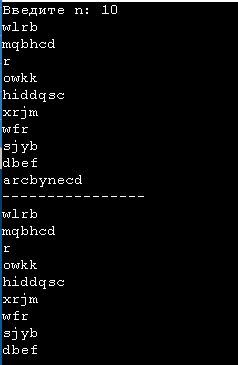 Введите n: 10
wlrb
mqbhcd
r
owkk
hiddqsc
xrjm
wfr
sjyb
dbef
arcbynecd
----------------
wlrb
mqbhcd
r
owkk
hiddqsc
xrjm
wfr
sjyb
dbef